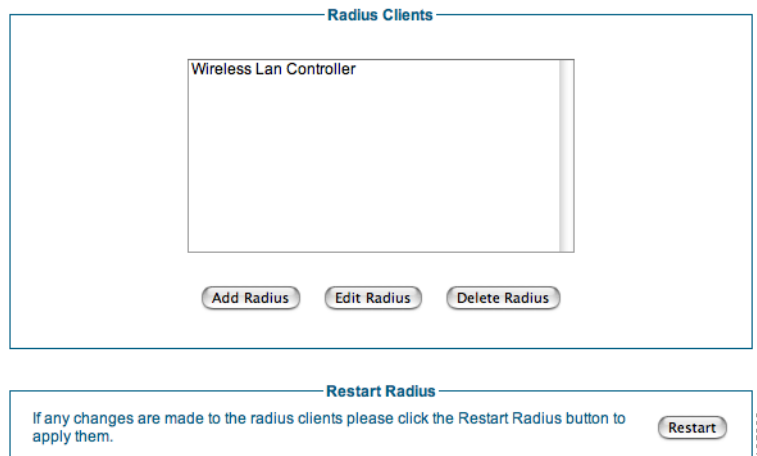 Radius Clients
Wireless Lan Controller
Add Radius
Edit Radius
Delete Radius
Restart Radius
If any changes are made to the radius clients please click the Restart Radius button to
apply them.
Restart